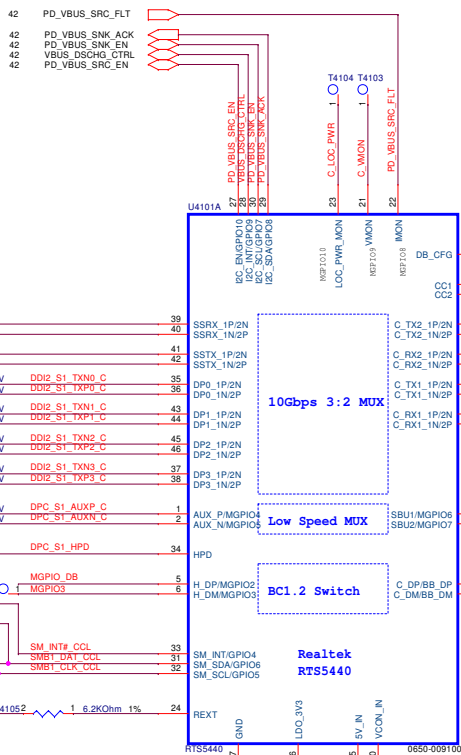 42 PD_VBUS_SRC_FLT
42 PD_VBUS_SNK_ACK
42 PD_VBUS_SNK_EN
42 VBUS_DSCHG_CTRL
42 PD_VBUS_SRC_EN
T4104 T4103
1 1
PD_VBUS_SRC_EN
VBUS_DSCHG_CTRL
PD_VBUS_SNK_EN
PD_VBUS_SNK_ACK
C_LOC_PWR
C_VMON
PD_VBUS_SRC_FLT
U4101A
27 28 30 29 23 21 22
I2C_EN/GPIO10
I2C_INT/GPIO9
I2C_SCL/GPIO7
I2C_SDA/GPIO8
MGPIO10
LOC_PWR_MON
MGPIO9
VMON
MGPIO8
IMON
DB_CFG
CC1
CC2
39 SSRX_1P/2N C_TX2_1P/2N
40 SSRX_1N/2P C_TX2_1N/2P
41 SSTX_1P/2N C_RX2_1P/2N
42 SSTX_1N/2P C_RX2_1N/2P
V DDI2_S1_TXN0_C 35 DP0_1P/2N C_TX1_1P/2N
V DDI2_S1_TXP0_C 36 DP0_1N/2P C_TX1_1N/2P
10Gbps 3:2 MUX
V DDI2_S1_TXN1_C 43 DP1_1P/2N C_RX1_1P/2N
V DDI2_S1_TXP1_C 44 DP1_1N/2P C_RX1_1N/2P
V DDI2_S1_TXN2_C 45 DP2_1P/2N
V DDI2_S1_TXP2_C 46 DP2_1N/2P
V DDI2_S1_TXN3_C 37 DP3_1P/2N
V DDI2_S1_TXP3_C 38 DP3_1N/2P
V DPC_S1_AUXP_C 1 AUX_P/MGPIO4 SBU1/MGPIO6
V DPC_S1_AUXN_C 2 AUX_N/MGPIO5 SBU2/MGPIO7
Low Speed MUX
DPC_S1_HPD 34 HPD
MGPIO_DB 5 H_DP/MGPIO2 C_DP/BB_DP
1 MGPIO3 6 H_DM/MGPIO3 C_DM/BB_DM
BC1.2 Switch
SM_INT#_CCL 33 SM_INT/GPIO4
SMB1_DAT_CCL 31 SM_SDA/GPIO6
SMB1_CLK_CCL 32 SM_SCL/GPIO5
Realtek
RTS5440
4105 2 1 6.2KOhm 1% 24 REXT
GND
LDO_3V3
5V_IN
VCON_IN
RTS5440 0650-009100